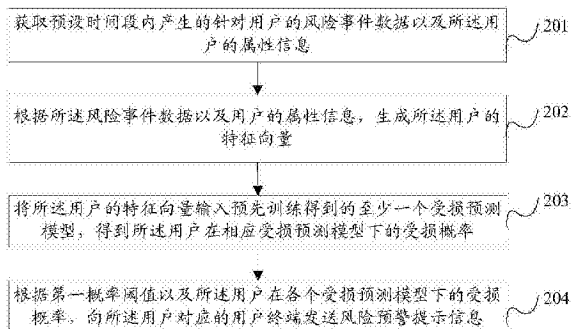 获取预设时间段内产生的针对用户的风险事件数据以及所述用
户的属性信息
201
根据所述风险事件数据以及用户的属性信息，生成所述用户的
特征向量
202
将所述用户的特征向量输入预先训练得到的至少一个受损预测
模型，得到所述用户在相应受损预测模型下的受损概率
203
根据第一概率阈值以及所述用户在各个受损预测模型下的受损
概率，向所述用户对应的用户终端发送风险预警提示信息
204